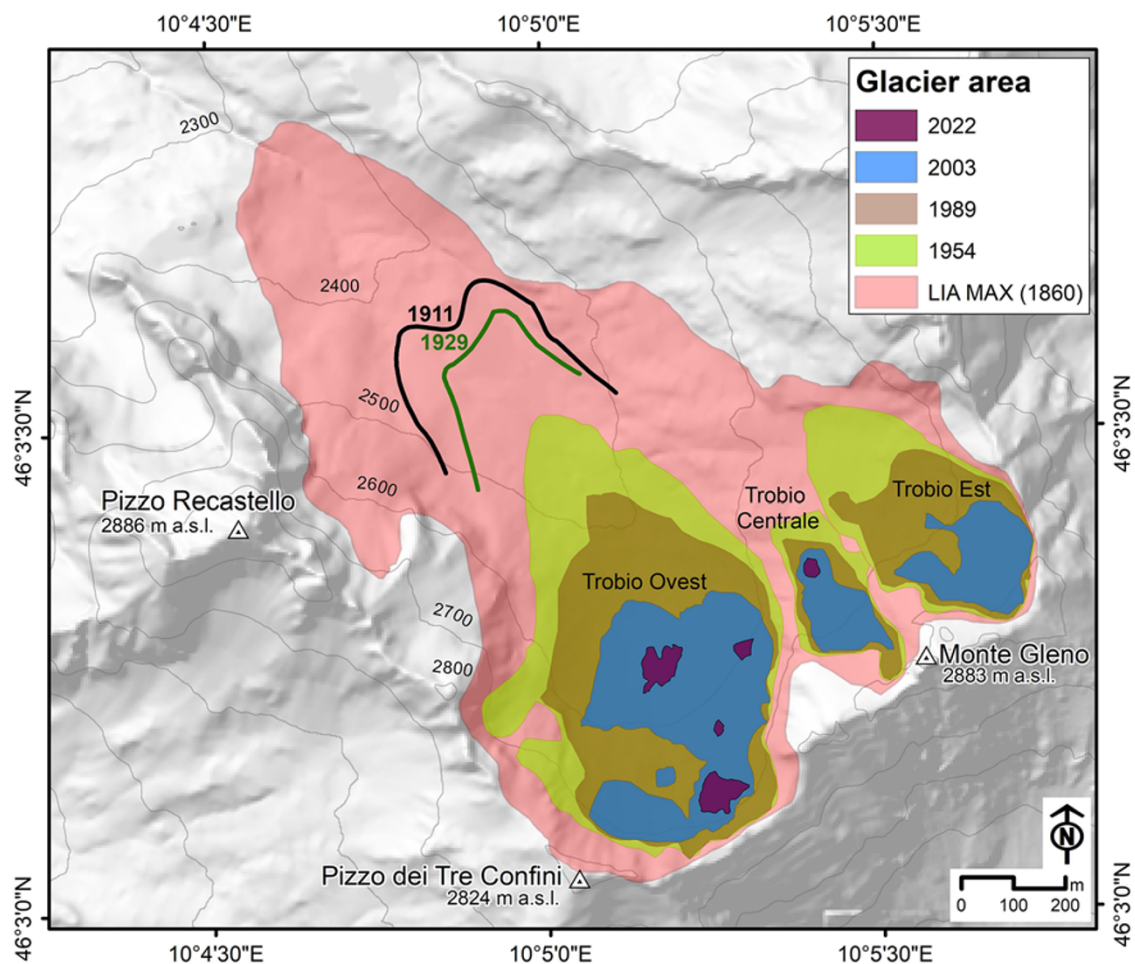 10°4'30"E
10°5'0"E
10°5'30"E
Glacier area
2022
2003
1989
1954
LIA MAX (1860)
2300
2400
1911
1929
2500
2600
46°3'30"N
46°3'30"N
Pizzo Recastello
2886 m a.s.l.
Trobio
Centrale
Trobio Est
Trobio Ovest
2700
2800
Monte Gleno
2883 m a.s.l.
Pizzo dei Tre Confini
2824 m a.s.l.
N
m
0 100 200
46°3'0"N
46°3'0"N
10°4'30"E
10°5'0"E
10°5'30"E